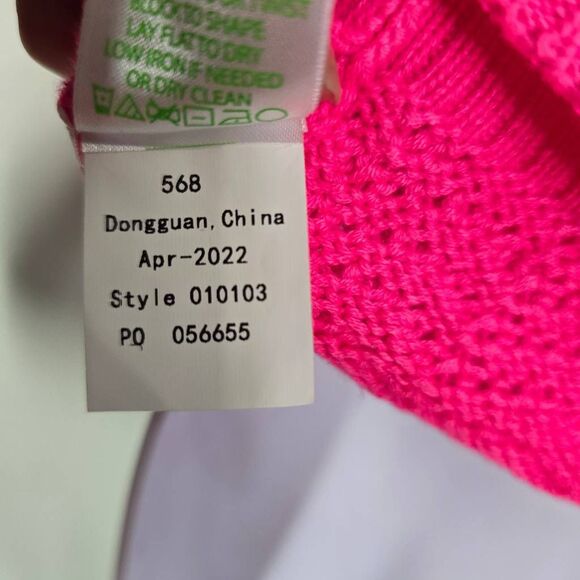 BLOCK TO SHAPE
LAY FLAT TO DRY
LOW IRON IF NEEDED
OR DRY CLEAN
568
Dongguan, China
Apr-2022
Style 010103
PO 056655